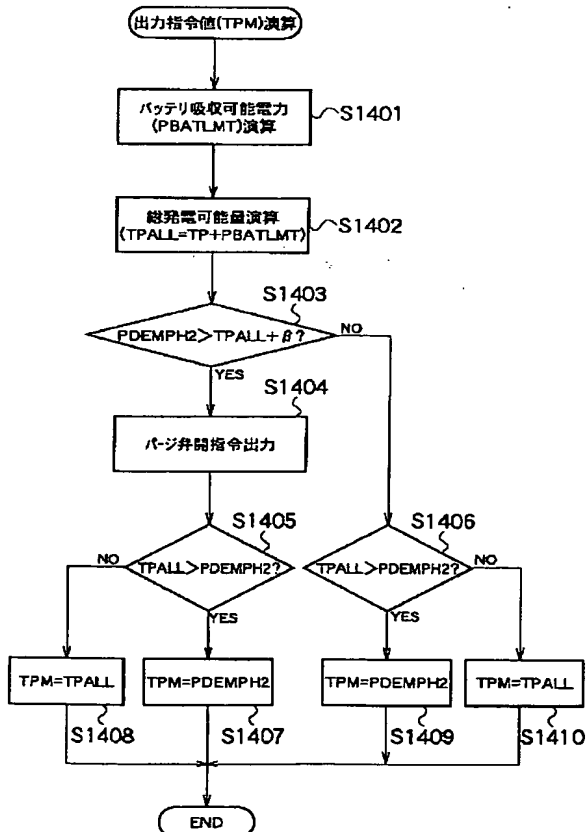 出力指令値(TPM)演算
バッテリ吸収可能電力
(PBATLMT)演算
S1401
総発電可能量演算
(TPALL=TP+PBATLMT)
S1402
S1403
PDEMPH2>TPALL+β?
NO
YES
S1404
パージ弁開指令出力
S1405
S1406
NO
TPALL>PDEMPH2?
TPALL>PDEMPH2?
NO
YES
YES
TPM=TPALL
TPM=PDEMPH2
TPM=PDEMPH2
TPM=TPALL
S1408
S1407
S1409
S1410
END